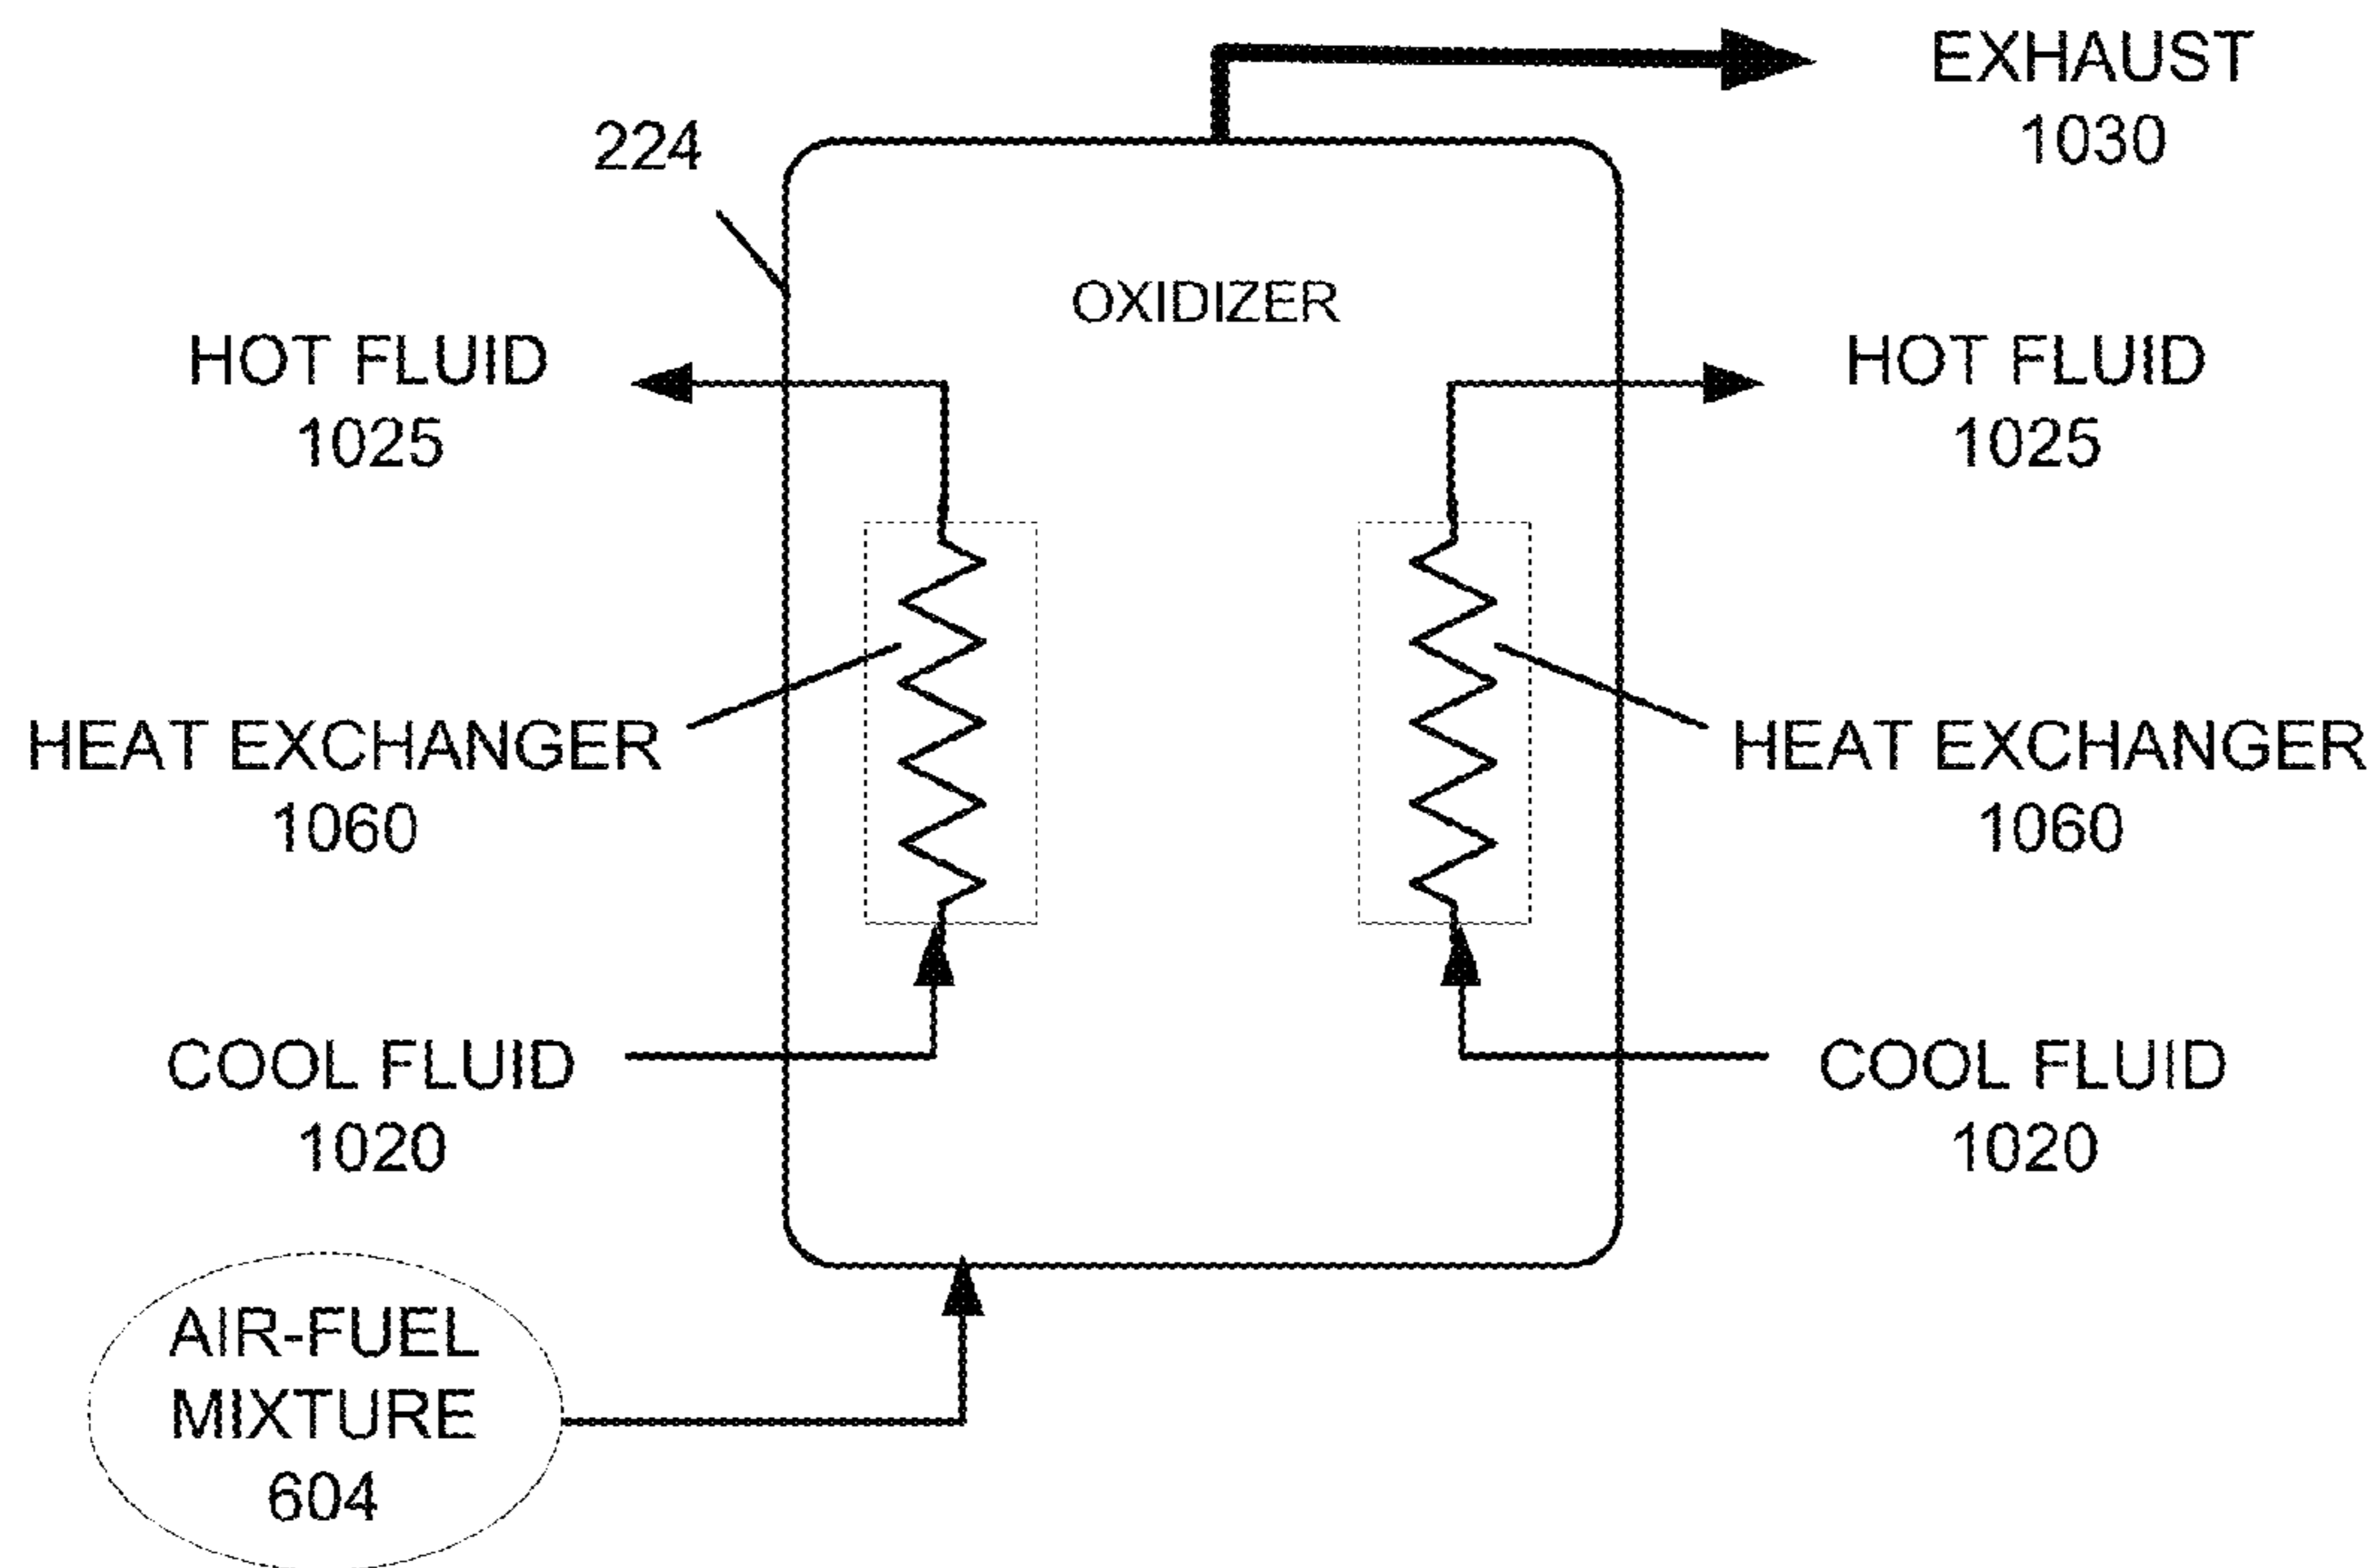 EXHAUST
1030
224
OXIDIZER
HOT FLUID
1025
HOT FLUID
1025
HEAT EXCHANGER
1060
HEAT EXCHANGER
1060
COOL FLUID
1020
COOL FLUID
1020
AIR-FUEL
MIXTURE
604